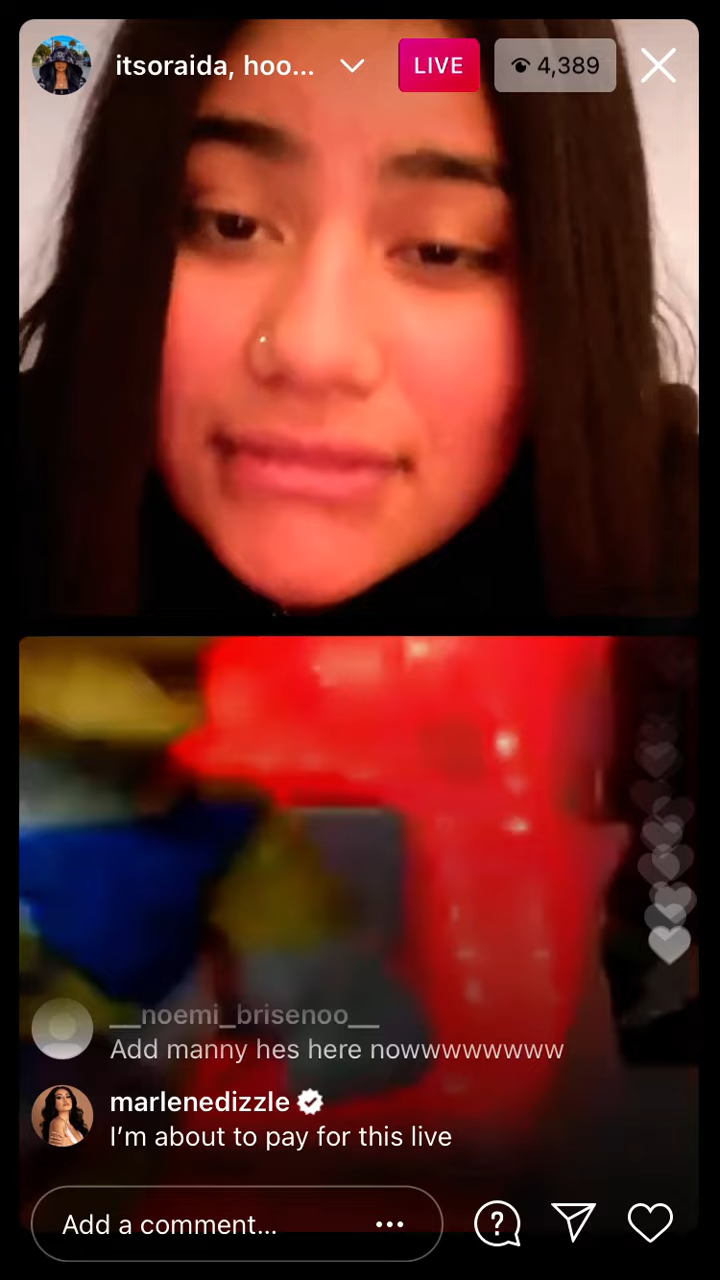 itsoraida, hoo...
LIVE
4,389
__noemi_brisenoo__
Add manny hes here nowwwwwwww
marlenedizzle
I’m about to pay for this live
Add a comment...